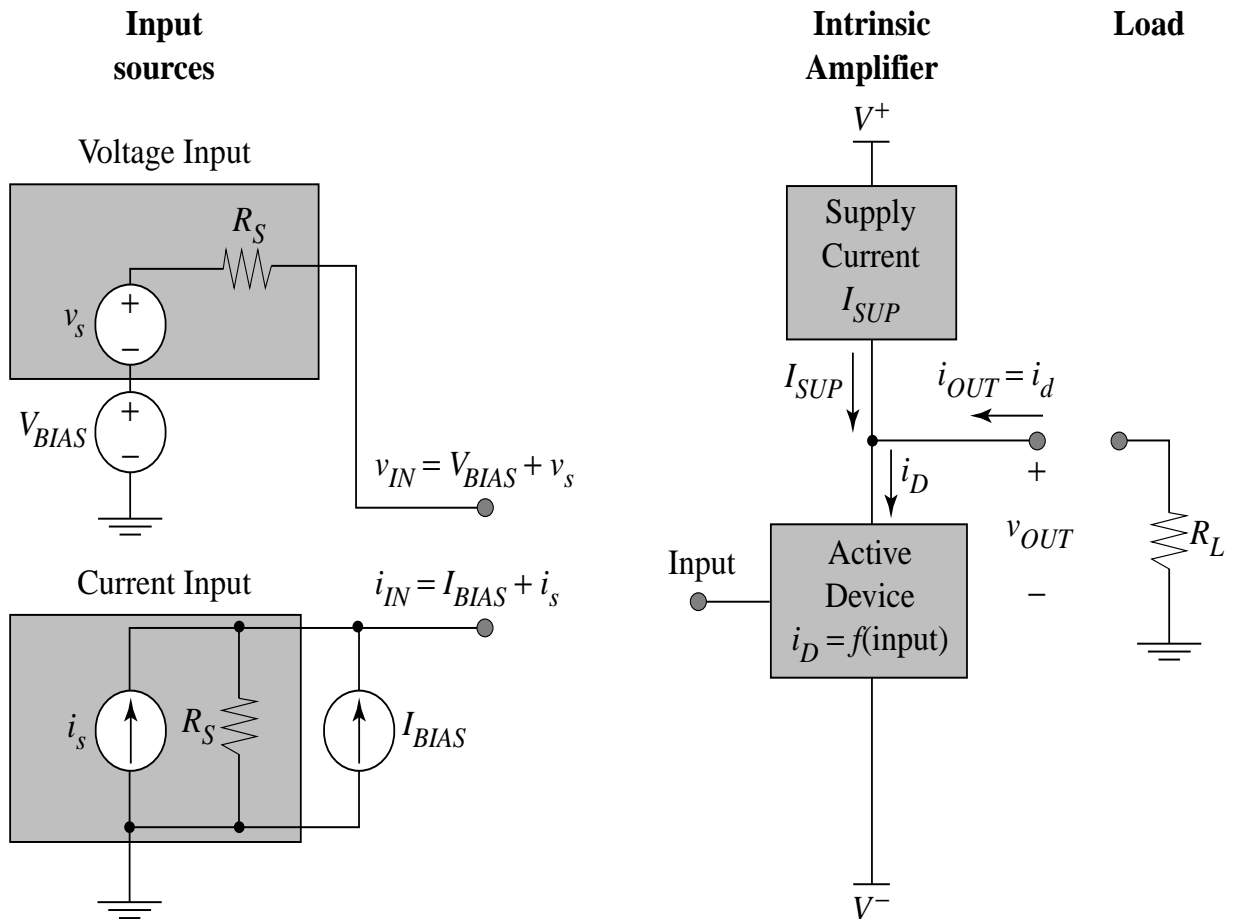 Input
sources
Voltage Input
R_S
+
v_s
−
+
V_BIAS
−
v_IN = V_BIAS + v_s
Current Input
i_IN = I_BIAS + i_s
i_s
R_S
I_BIAS
Intrinsic
Amplifier
V⁺
Supply
Current
I_SUP
I_SUP
i_OUT = i_d
i_D
+
v_OUT
−
Input
Active
Device
i_D = f(input)
V⁻
Load
R_L